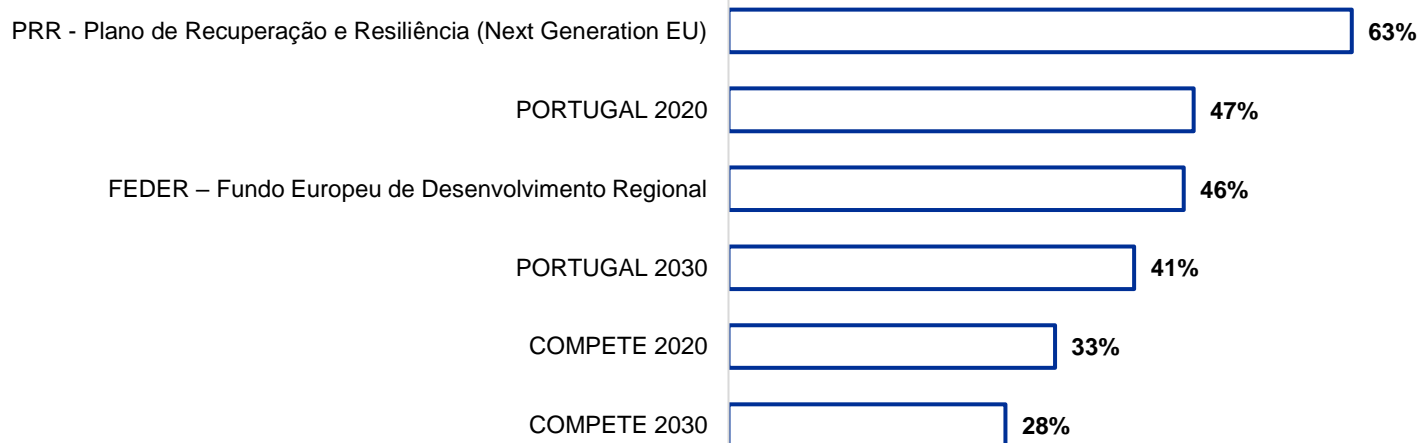 PRR - Plano de Recuperação e Resiliência (Next Generation EU) 63%
PORTUGAL 2020 47%
FEDER – Fundo Europeu de Desenvolvimento Regional 46%
PORTUGAL 2030 41%
COMPETE 2020 33%
COMPETE 2030 28%